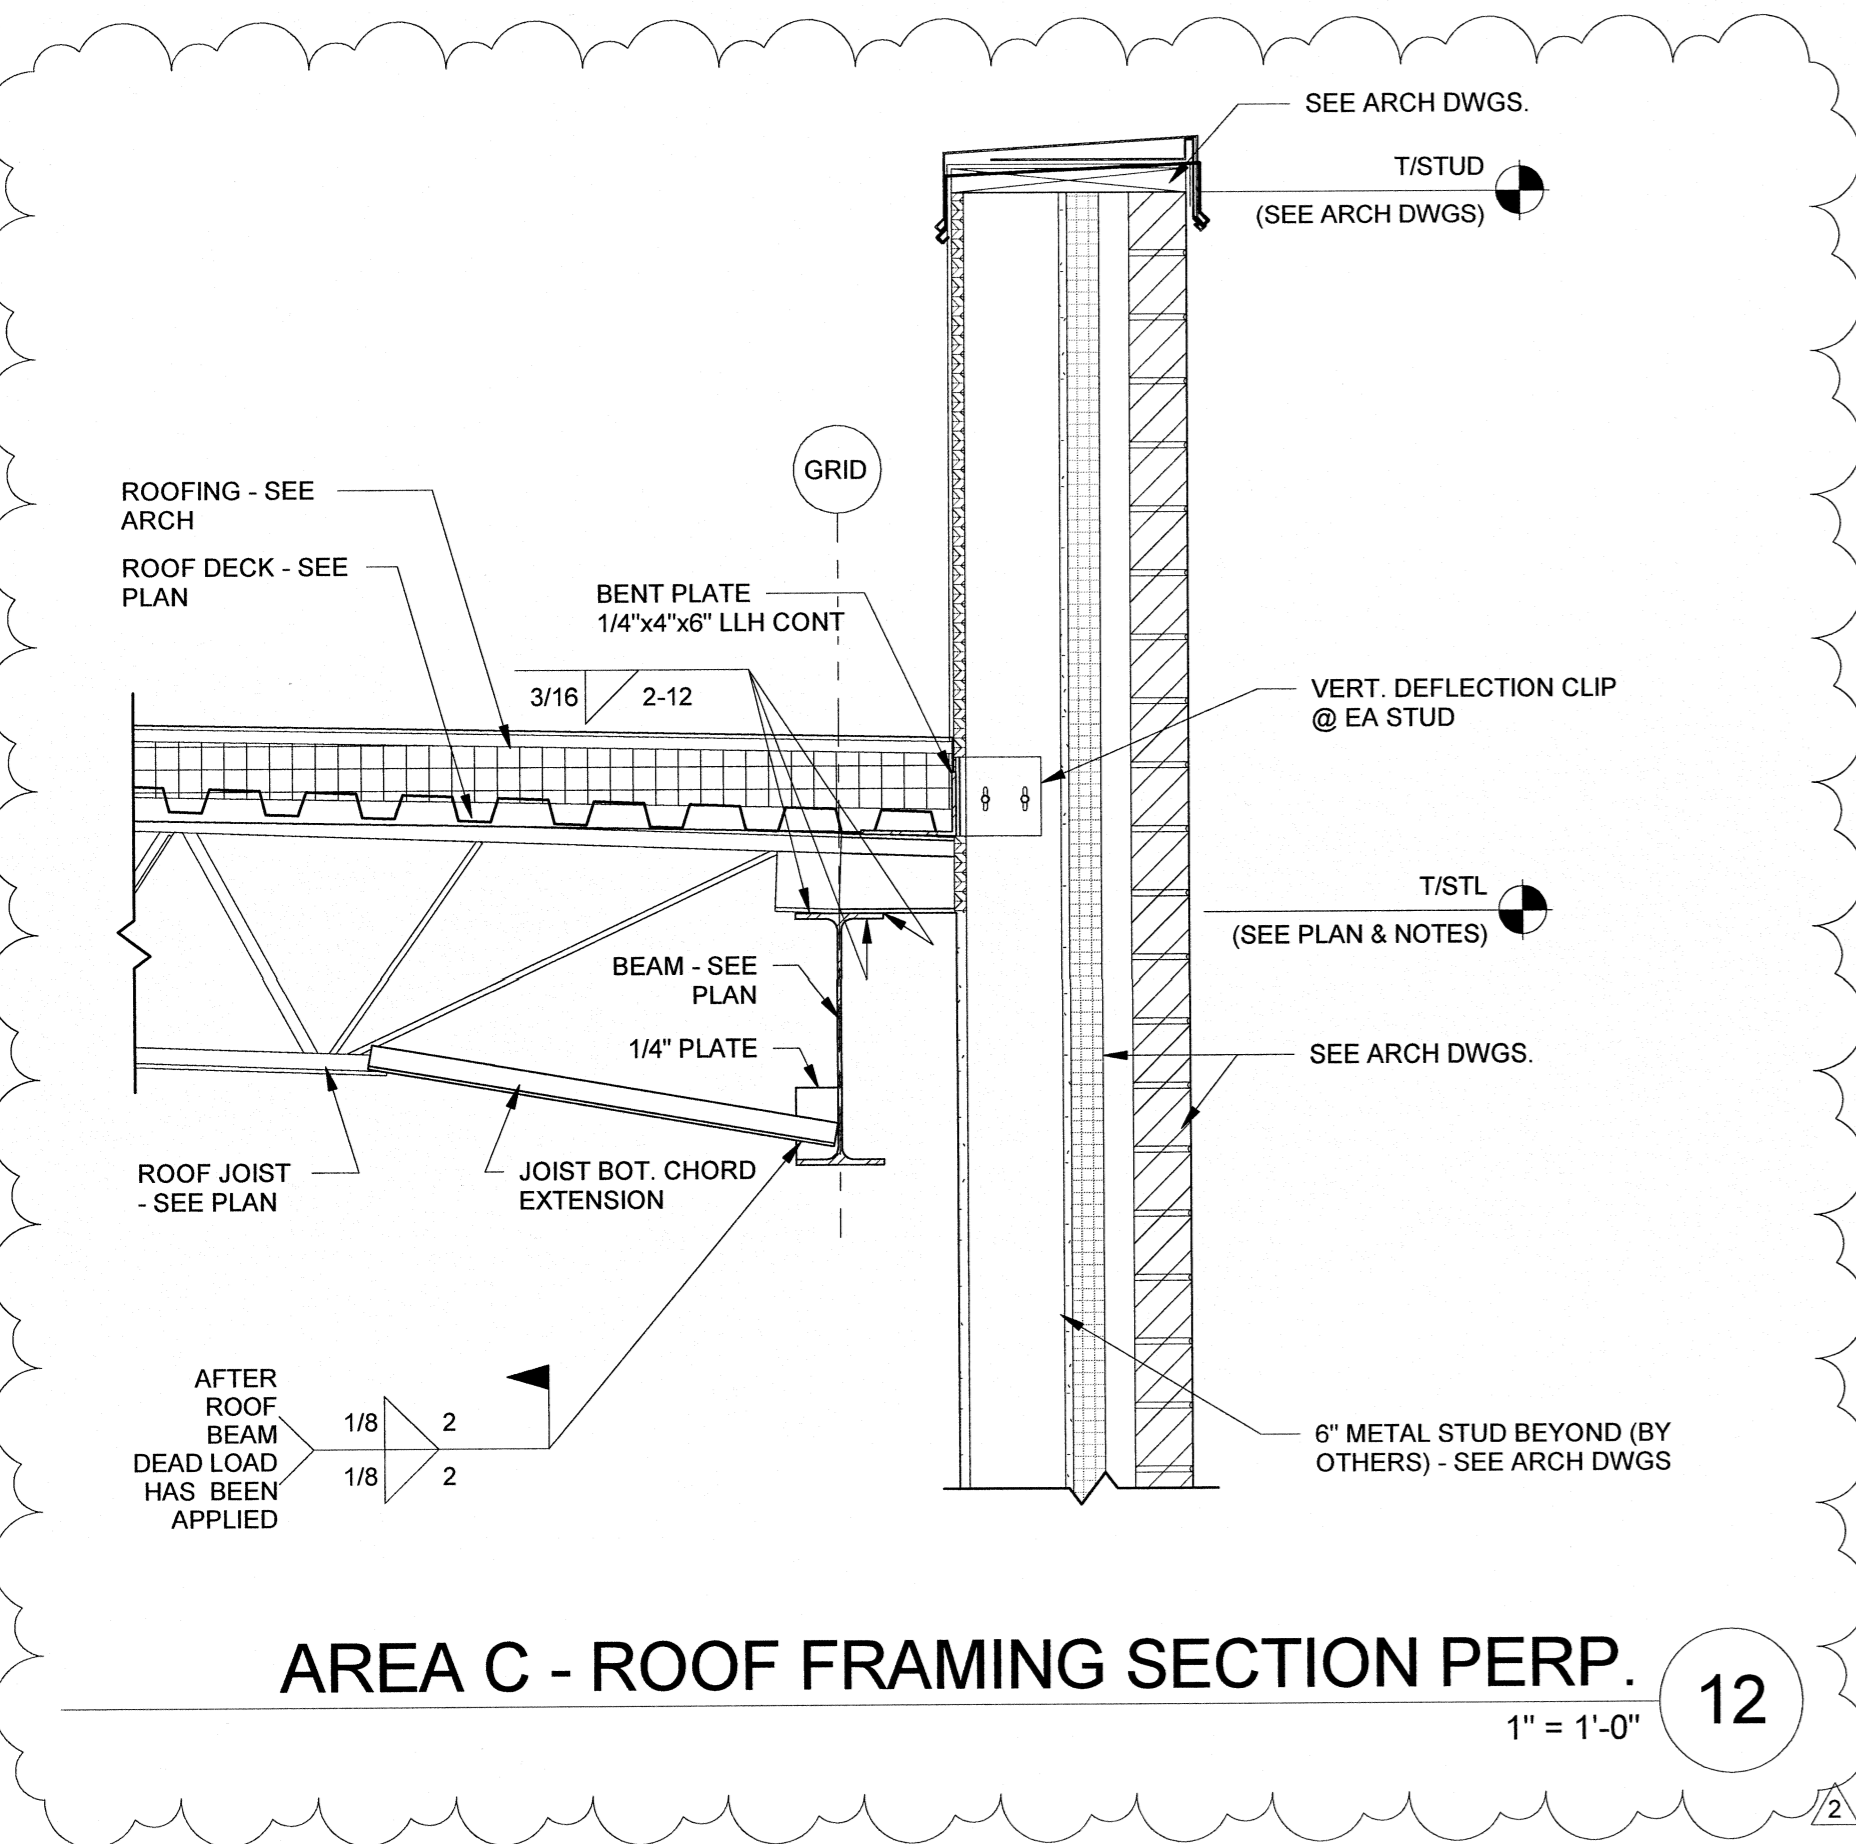 SEE ARCH DWGS.
T/STUD
(SEE ARCH DWGS)
GRID
ROOFING - SEE
ARCH
ROOF DECK - SEE
PLAN
BENT PLATE
1/4"x4"x6" LLH CONT
3/16
2-12
VERT. DEFLECTION CLIP
@ EA STUD
T/STL
(SEE PLAN & NOTES)
BEAM - SEE
PLAN
1/4" PLATE
SEE ARCH DWGS.
ROOF JOIST
- SEE PLAN
JOIST BOT. CHORD
EXTENSION
AFTER
ROOF
BEAM
DEAD LOAD
HAS BEEN
APPLIED
1/8 2
1/8 2
6" METAL STUD BEYOND (BY
OTHERS) - SEE ARCH DWGS
AREA C - ROOF FRAMING SECTION PERP.
12
1" = 1'-0"
2